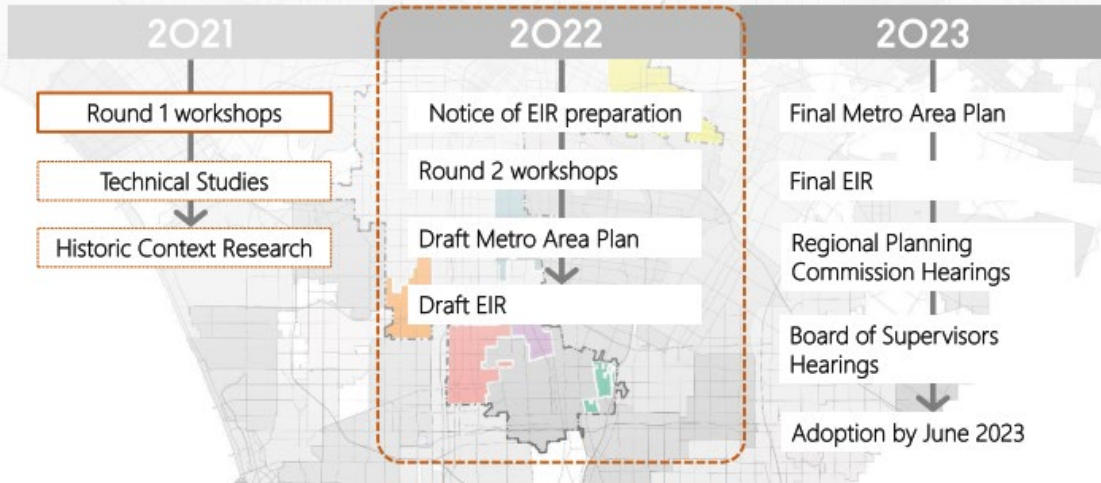 2021
Round 1 workshops
Technical Studies
Historic Context Research
2022
Notice of EIR preparation
Round 2 workshops
Draft Metro Area Plan
Draft EIR
2023
Final Metro Area Plan
Final EIR
Regional Planning
Commission Hearings
Board of Supervisors
Hearings
Adoption by June 2023